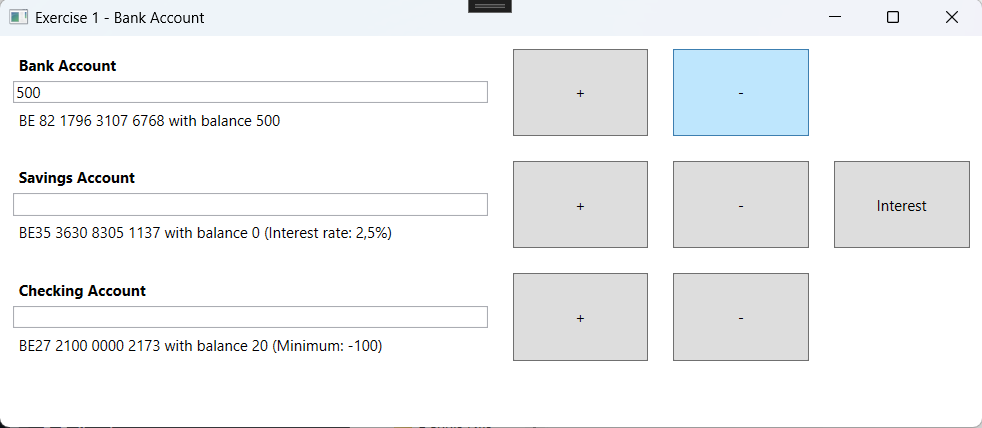 Exercise 1 - Bank Account
Bank Account
500
+
-
BE 82 1796 3107 6768 with balance 500
Savings Account
+
-
Interest
BE35 3630 8305 1137 with balance 0 (Interest rate: 2,5%)
Checking Account
+
-
BE27 2100 0000 2173 with balance 20 (Minimum: -100)